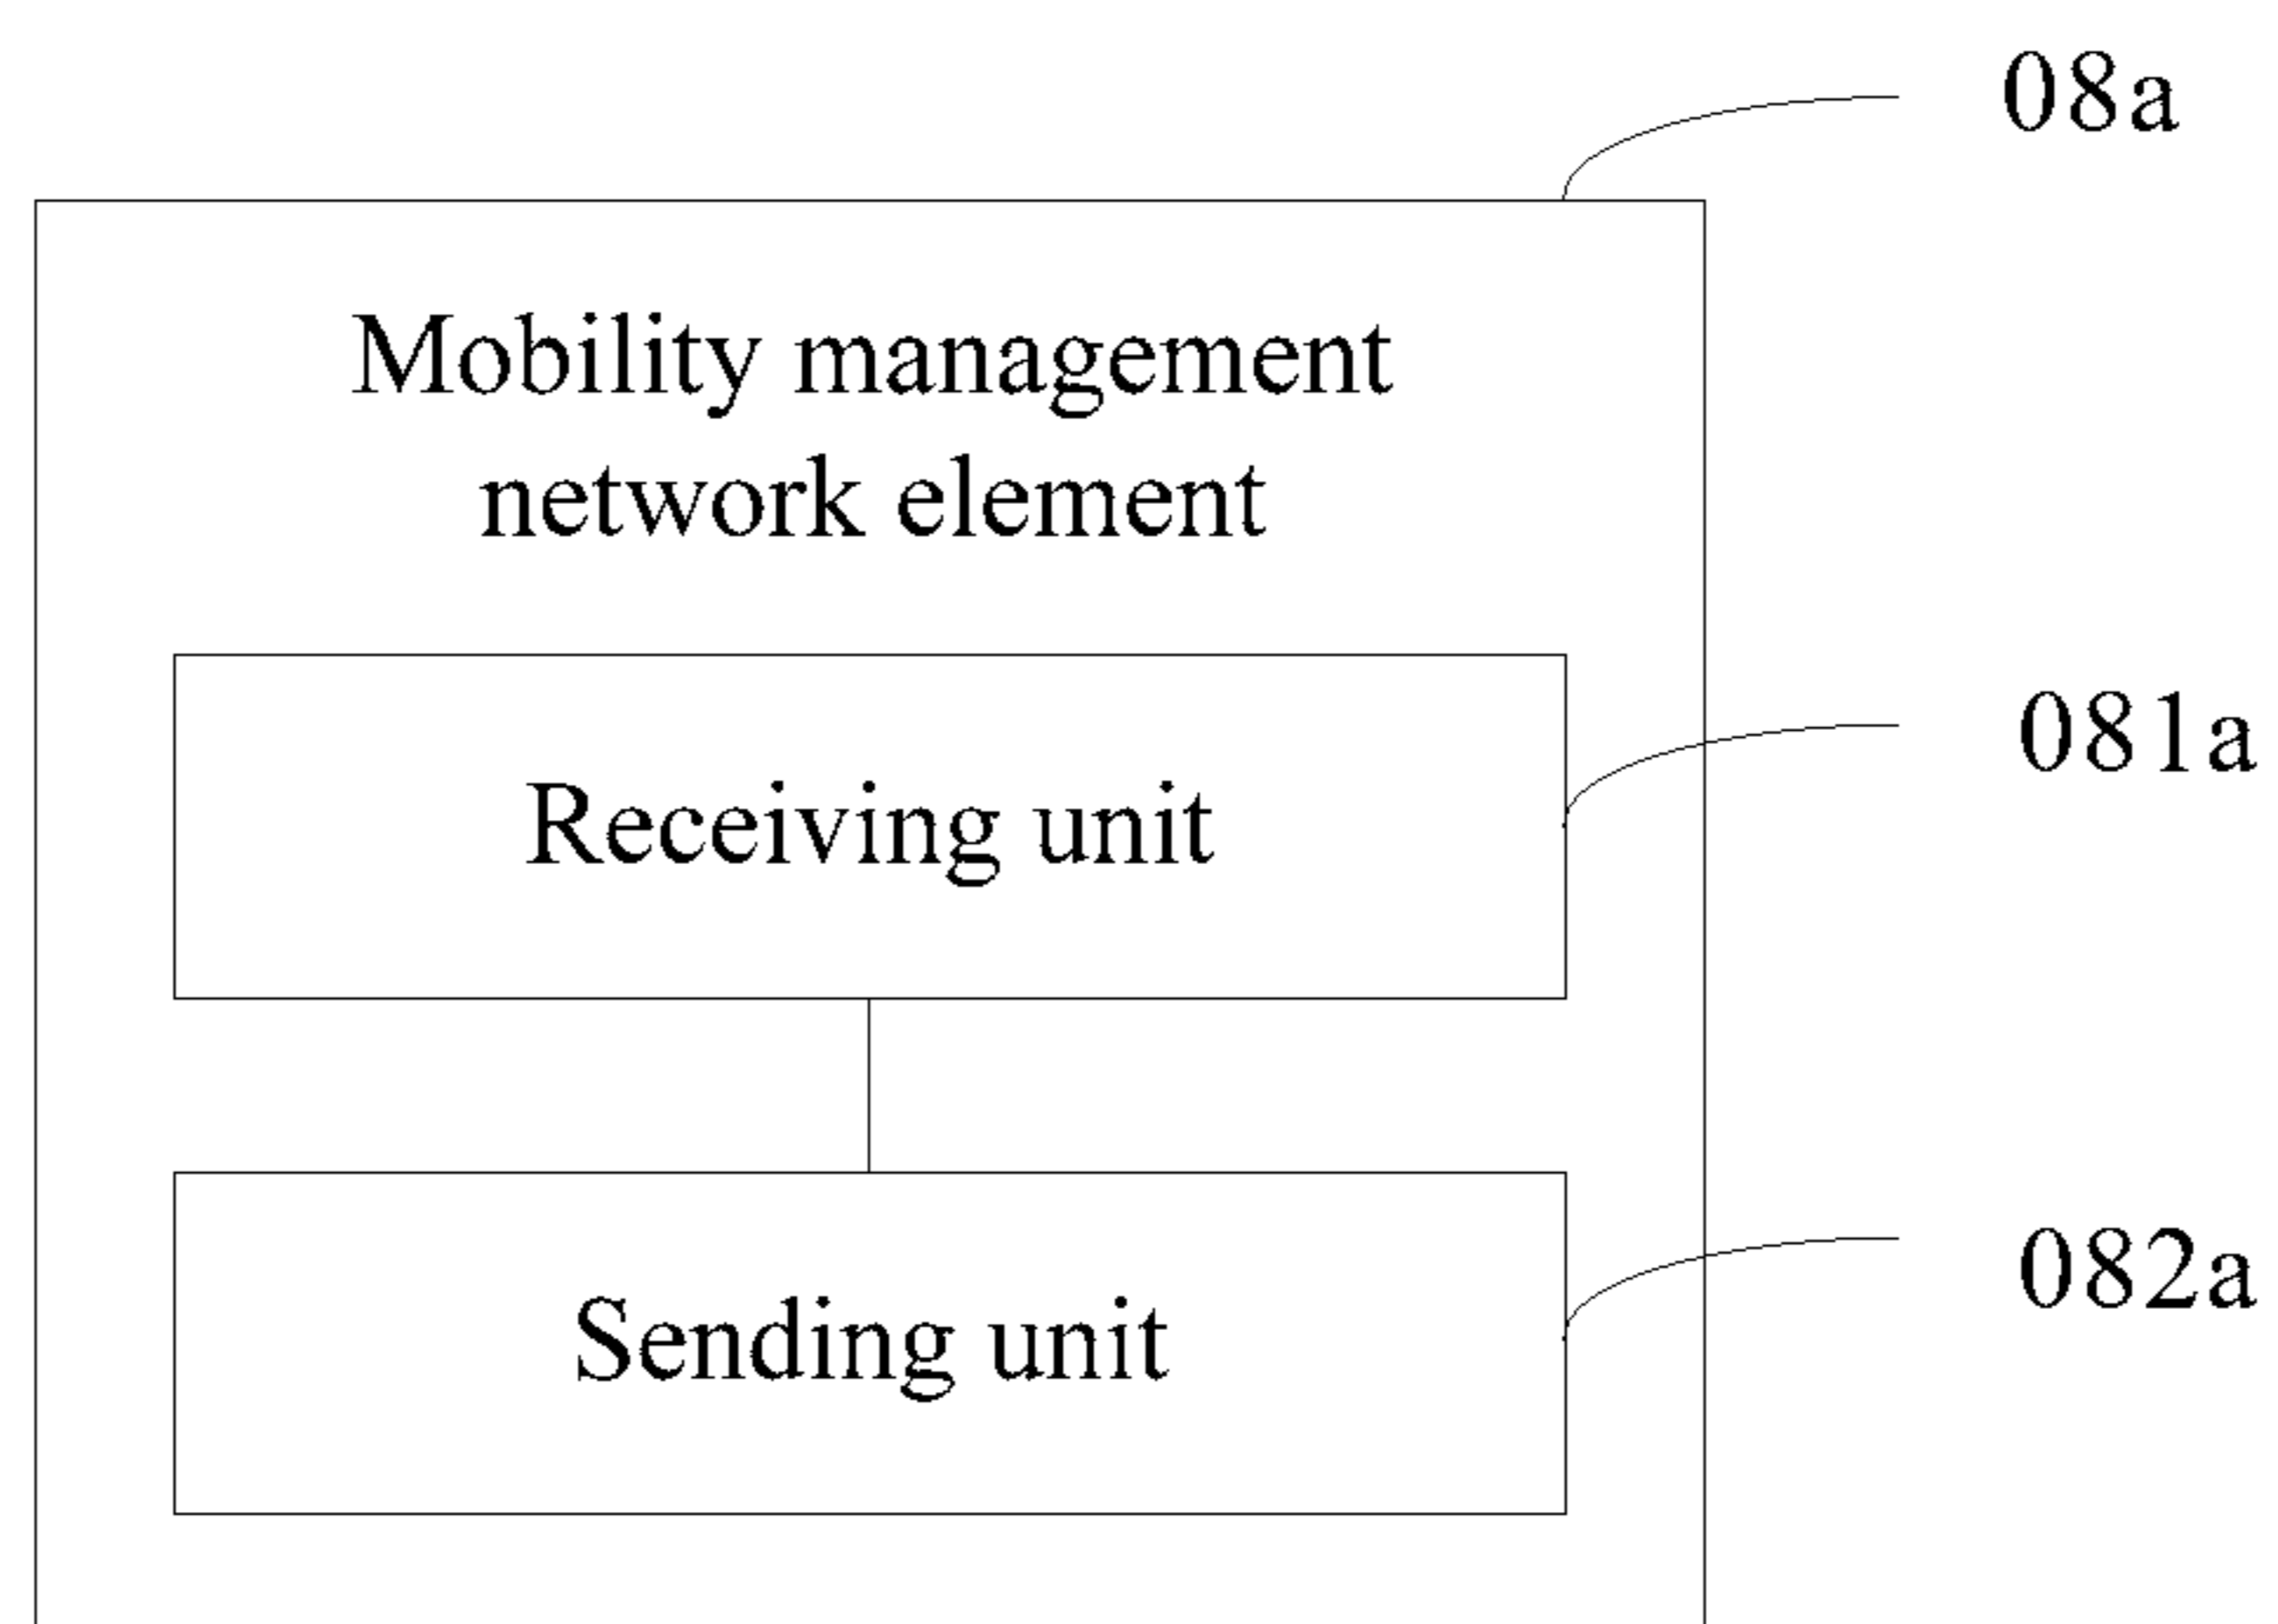 08a
Mobility management
network element
081a
Receiving unit
082a
Sending unit